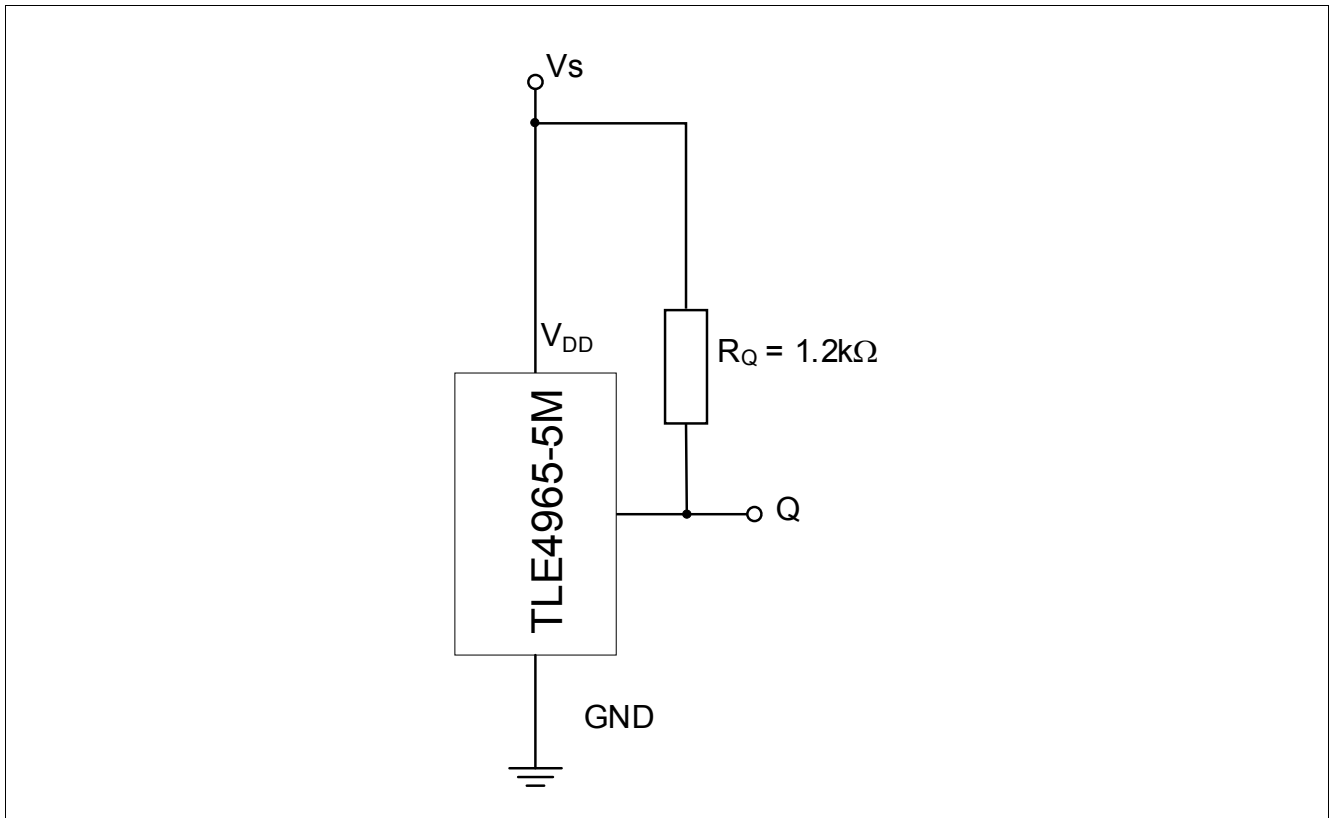 Vs
VDD
RQ = 1.2kΩ
TLE4965-5M
Q
GND